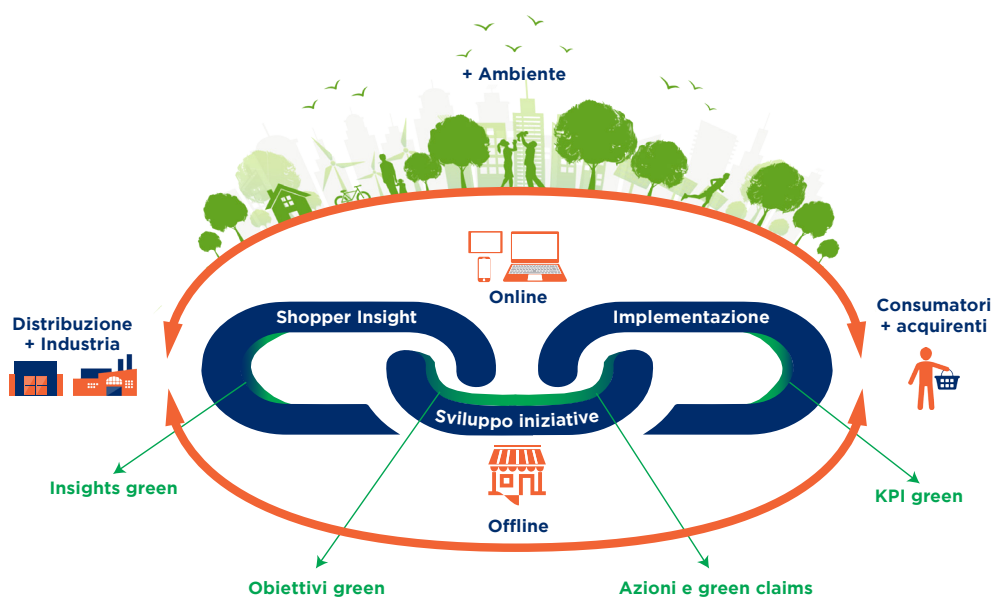 + Ambiente
Online
Shopper Insight
Implementazione
Distribuzione
+ Industria
Consumatori
+ acquirenti
Sviluppo iniziative
Insights green
KPI green
Offline
Obiettivi green
Azioni e green claims